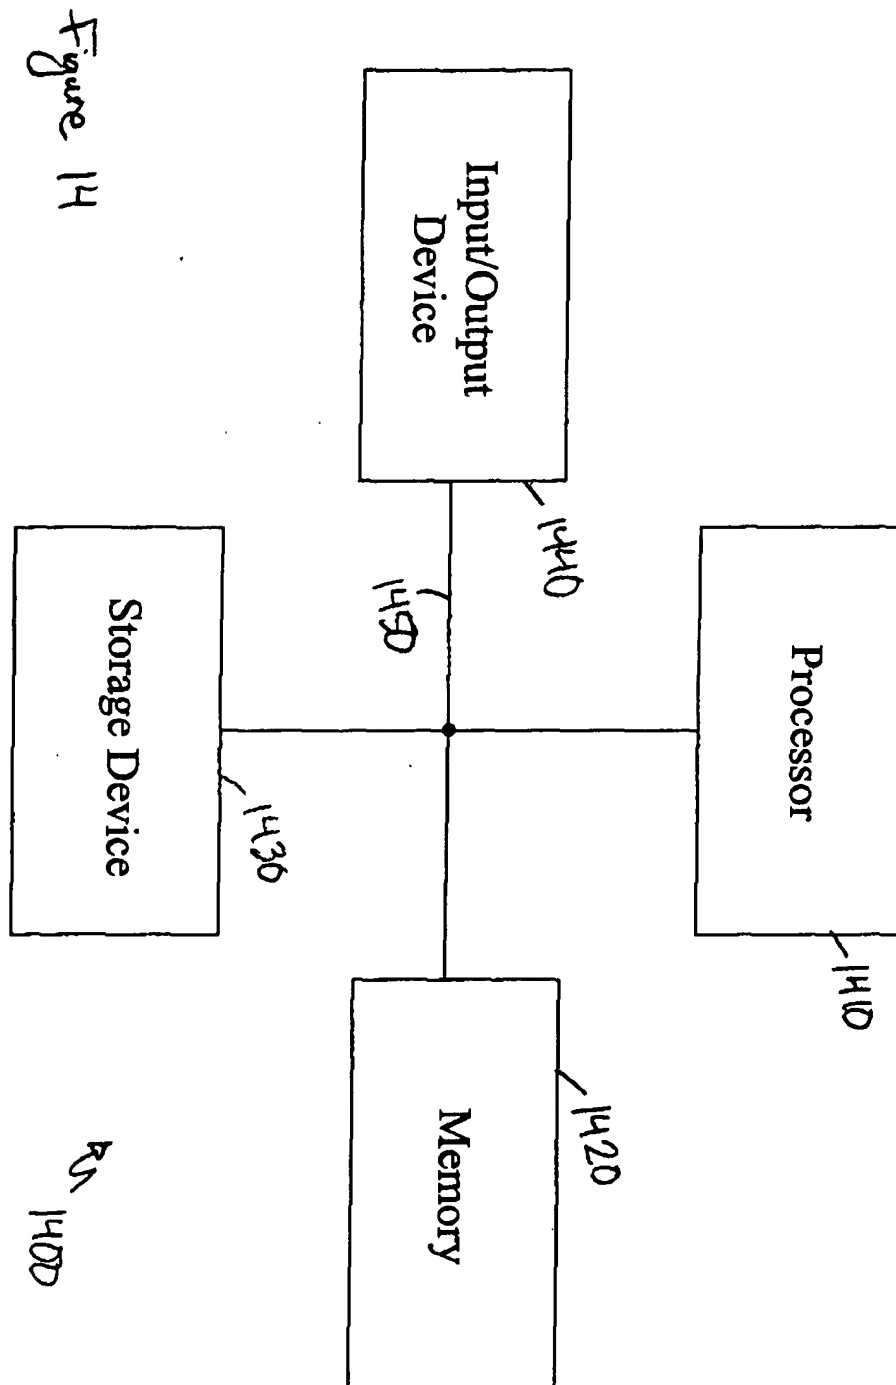 1410
Processor
1420
1440
Input/Output
Device
Memory
1450
1430
Storage Device
1400
Figure 14